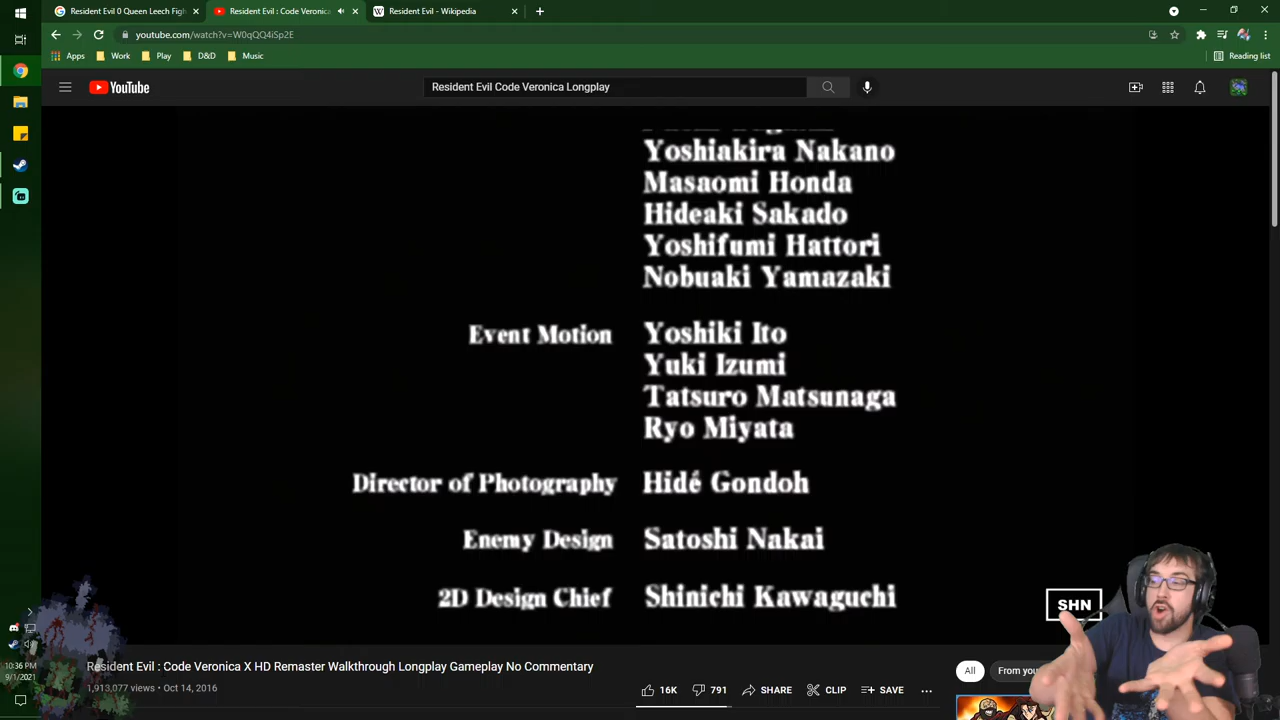 Resident Evil 0 Queen Leech Figh
Resident Evil : Code Veronica
Resident Evil - Wikipedia
youtube.com/watch?v=W0qQQ4iSp2E
Apps
Work
Play
D&D
Music
Reading list
YouTube
Resident Evil Code Veronica Longplay
Yoshiakira Nakano
Masaomi Honda
Hideaki Sakado
Yoshifumi Hattori
Nobuaki Yamazaki
Event Motion Yoshiki Ito
Yuki Izumi
Tatsuro Matsunaga
Ryo Miyata
Director of Photography Hidé Gondoh
Enemy Design Satoshi Nakai
2D Design Chief Shinichi Kawaguchi
SHN
Resident Evil : Code Veronica X HD Remaster Walkthrough Longplay Gameplay No Commentary
1,913,077 views • Oct 14, 2016
16K
791
SHARE
CLIP
SAVE
All
From you
10:36 PM
9/1/2021